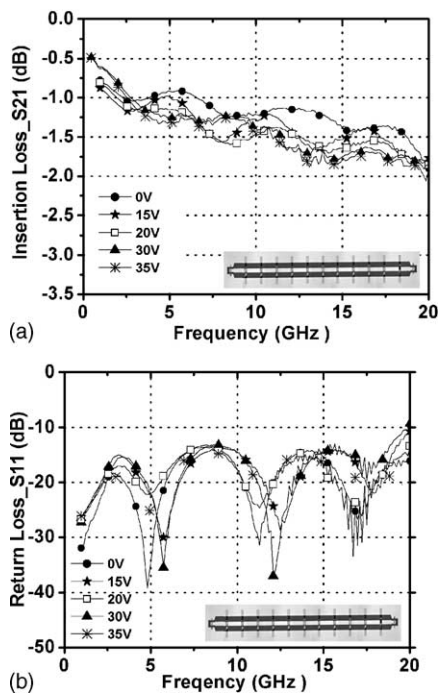 0.0
-0.5
-1.0
-1.5
-2.0
-2.5
-3.0
-3.5
Insertion Loss_S21 (dB)
0V
15V
20V
30V
35V
0 5 10 15 20
(a)
Frequency (GHz )
0
-10
-20
-30
-40
-50
Return Loss_S11 (dB)
0V
15V
20V
30V
35V
0 5 10 15 20
(b)
Freqency (GHz )